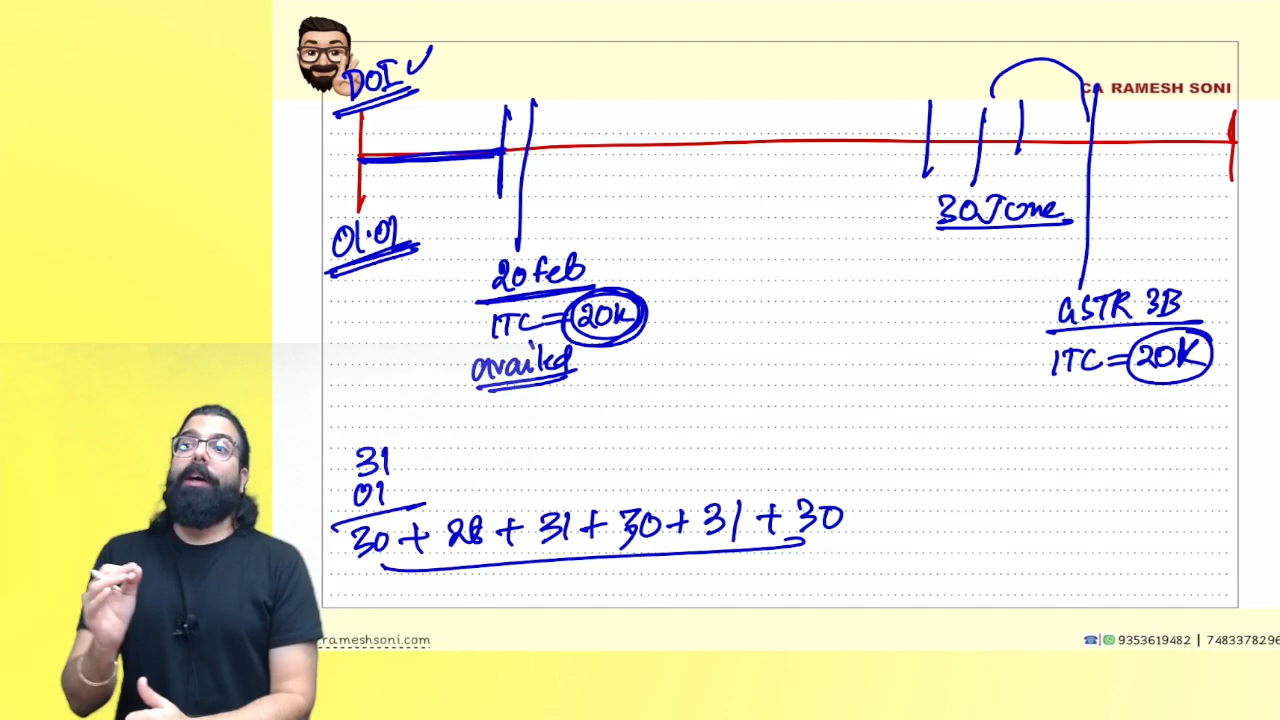 DOI ✓
CA RAMESH SONI
01.01
30 June
20 feb
ITC = 20K
availed
GSTR 3B
ITC = 20K
31
01
30 + 28 + 31 + 30 + 31 + 30
rameshsoni.com
9353619482 | 7483378296